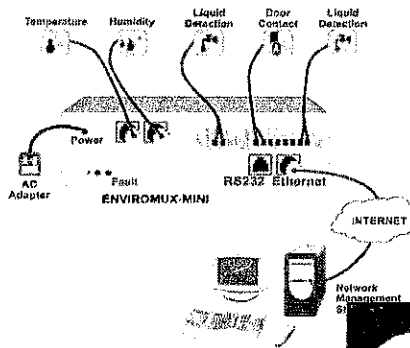 Temperature
Humidity
Liquid
Detection
Door
Contact
Liquid
Detection
Power
AC
Adapter
Fault
ENVIROMUX-MINI
RS232 Ethernet
INTERNET
Network
Management